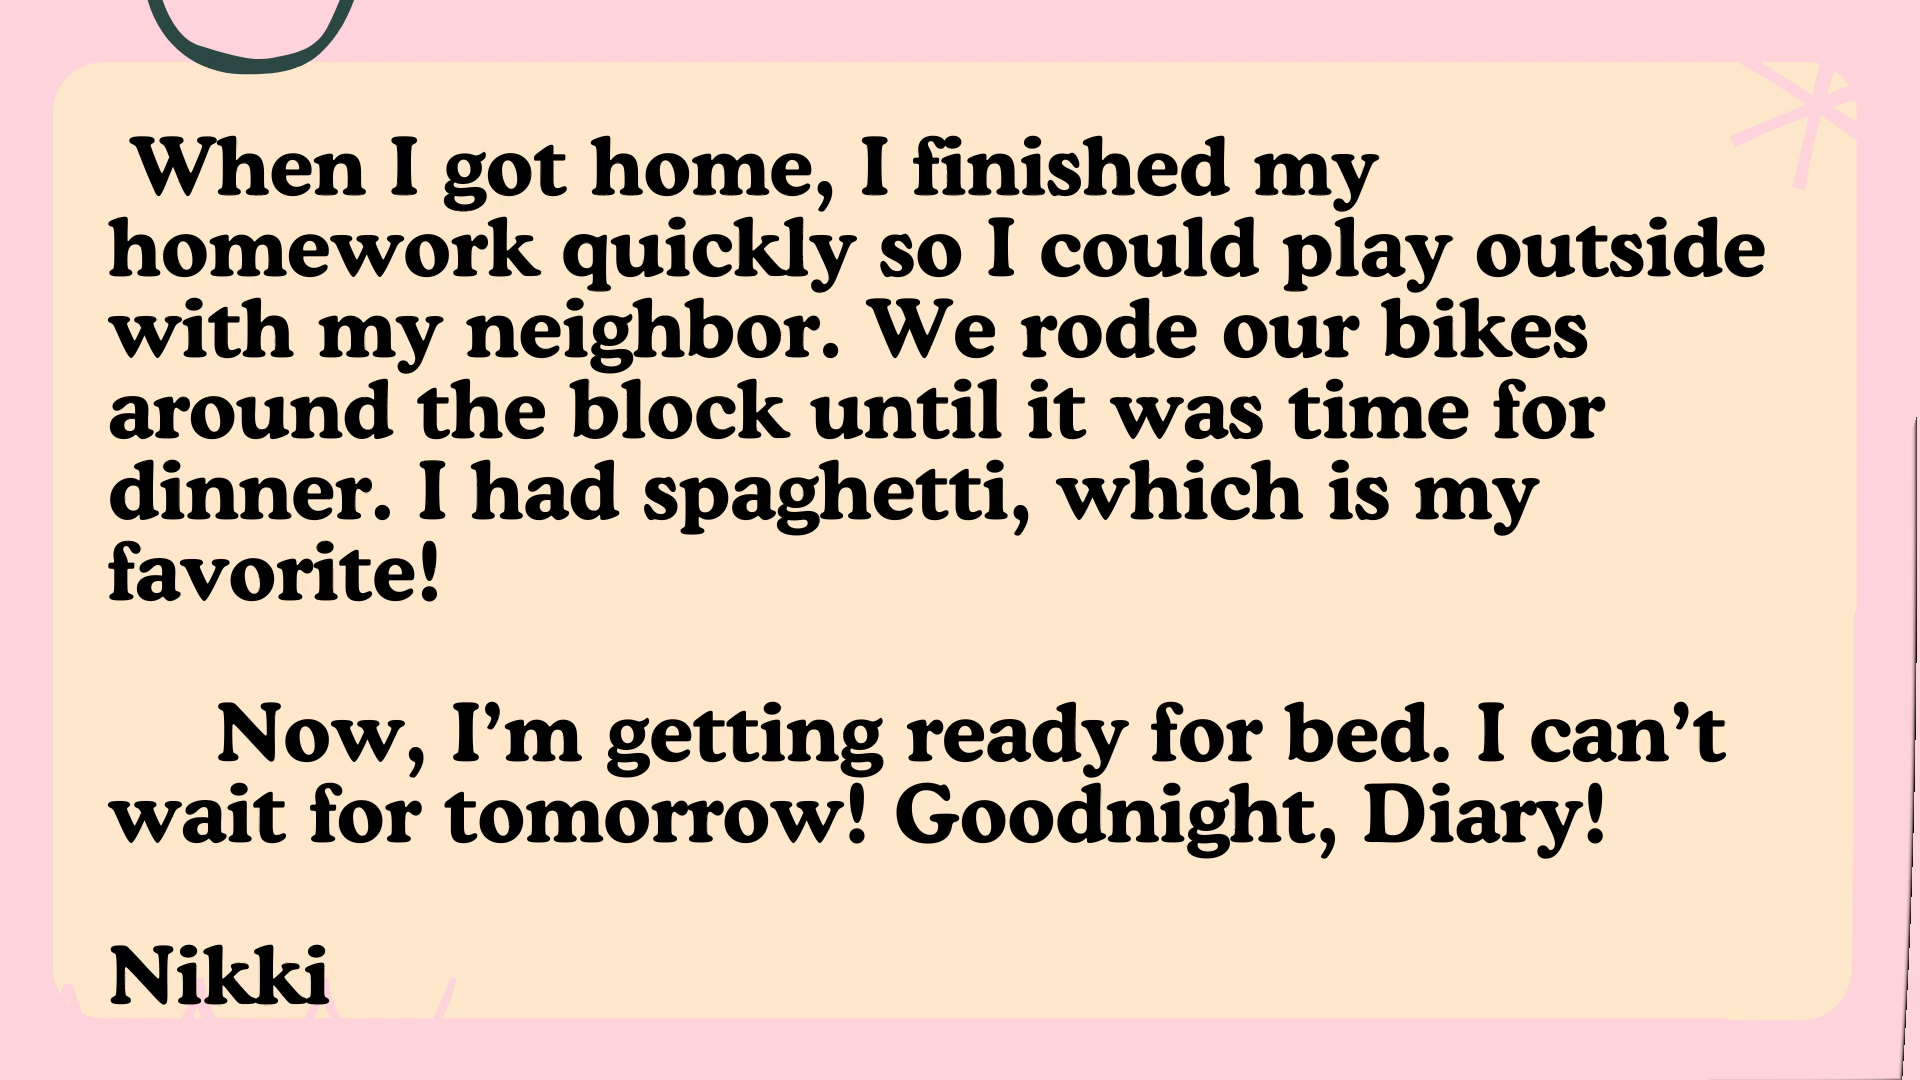 When I got home, I finished my
homework quickly so I could play outside
with my neighbor. We rode our bikes
around the block until it was time for
dinner. I had spaghetti, which is my
favorite!
Now, I’m getting ready for bed. I can’t
wait for tomorrow! Goodnight, Diary!
Nikki